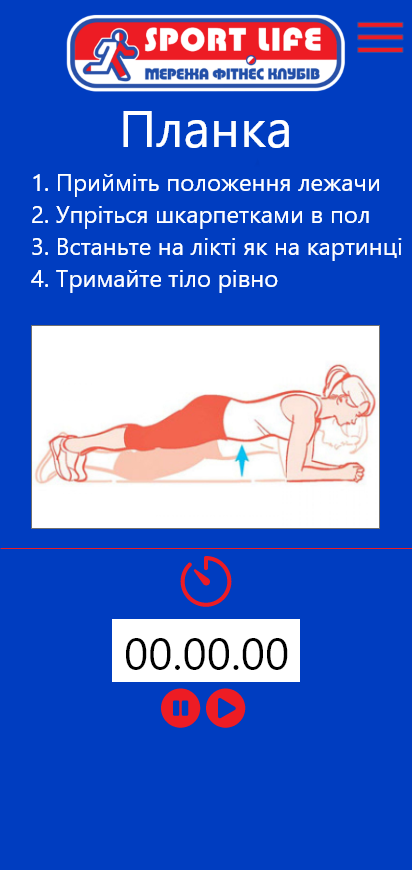 SPORT LIFE
МЕРЕЖА ФІТНЕС КЛУБІВ
Планка
1. Прийміть положення лежачи
2. Упріться шкарпетками в пол
3. Встаньте на лікті як на картинці
4. Тримайте тіло рівно
00.00.00